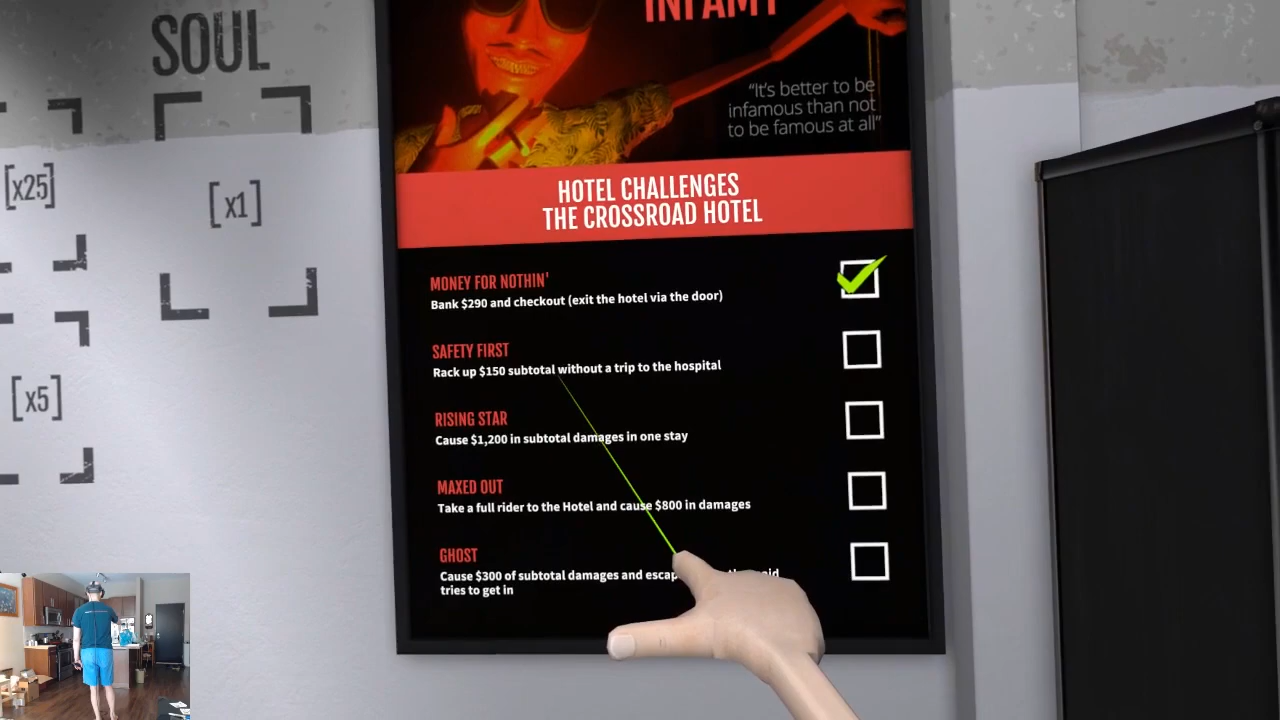 SOUL
INFAMY
"It's better to be
infamous than not
to be famous at all"
[x25]
[x1]
HOTEL CHALLENGES
THE CROSSROAD HOTEL
MONEY FOR NOTHIN'
Bank $290 and checkout (exit the hotel via the door)
SAFETY FIRST
Rack up $150 subtotal without a trip to the hospital
[x5]
RISING STAR
Cause $1,200 in subtotal damages in one stay
MAXED OUT
Take a full rider to the Hotel and cause $800 in damages
GHOST
Cause $300 of subtotal damages and
tries to get in